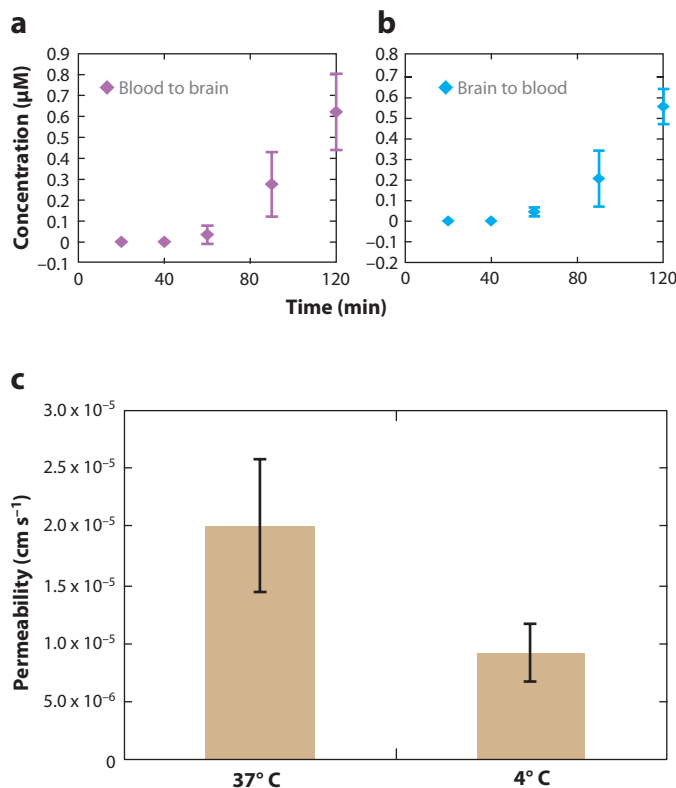 a
Concentration (µM)
0.9
0.8
0.7
0.6
0.5
0.4
0.3
0.2
0.1
0
–0.1
Blood to brain
0
40
80
120
b
0.8
0.7
0.6
0.5
0.4
0.3
0.2
0.1
0
–0.1
–0.2
Brain to blood
0
40
80
120
Time (min)
c
Permeability (cm s⁻¹)
3.0 x 10⁻⁵
2.5 x 10⁻⁵
2.0 x 10⁻⁵
1.5 x 10⁻⁵
1.0 x 10⁻⁵
5.0 x 10⁻⁶
0
37° C
4° C